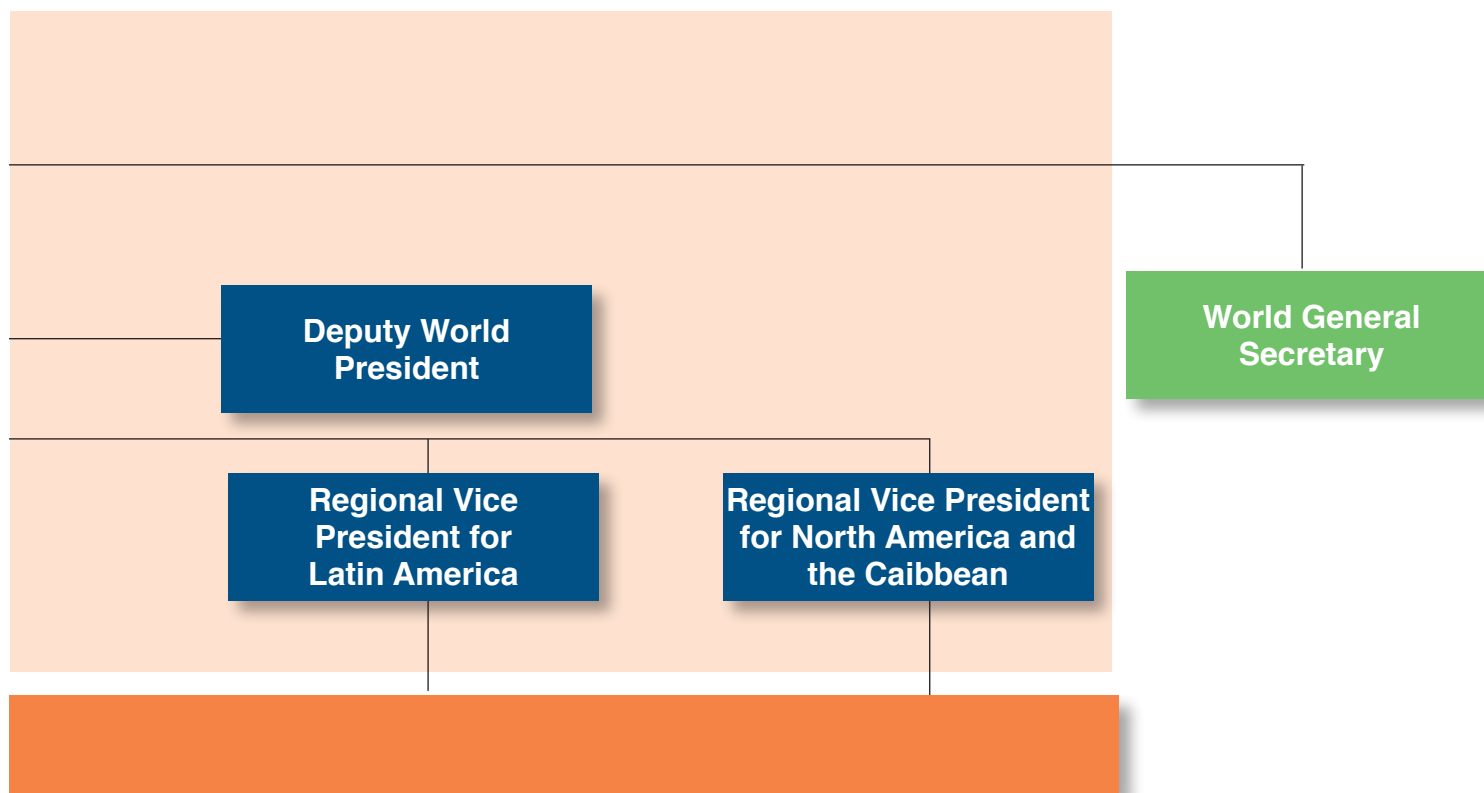 Deputy World
President
World General
Secretary
Regional Vice
President for
Latin America
Regional Vice President
for North America and
the Caibbean